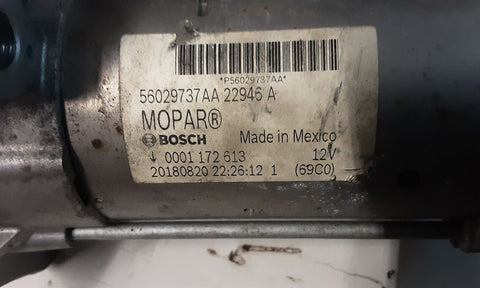 *P56029737AA*
56029737AA 22946 A
MOPAR®
BOSCH Made in Mexico
↓ 0001 172 613 12V
20180820 22:26:12 1 (69C0)